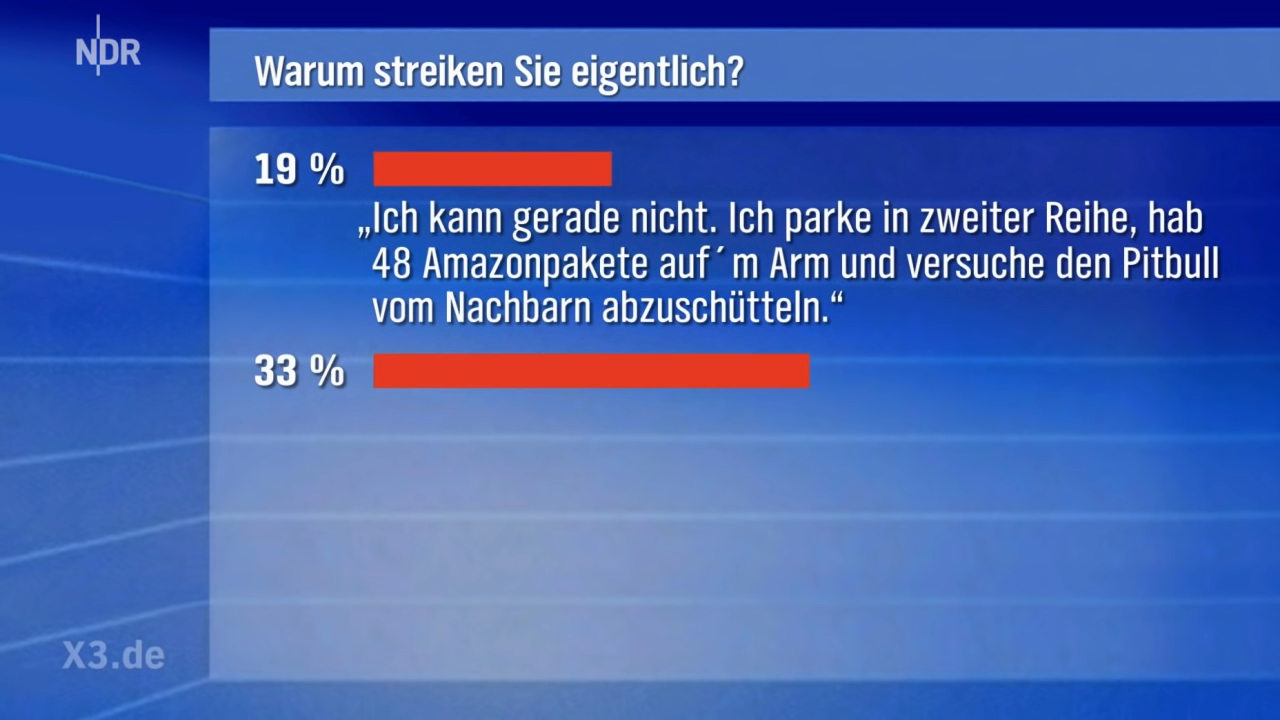 NDR
Warum streiken Sie eigentlich?
19 %
„Ich kann gerade nicht. Ich parke in zweiter Reihe, hab
48 Amazonpakete auf´m Arm und versuche den Pitbull
vom Nachbarn abzuschütteln.“
33 %
X3.de